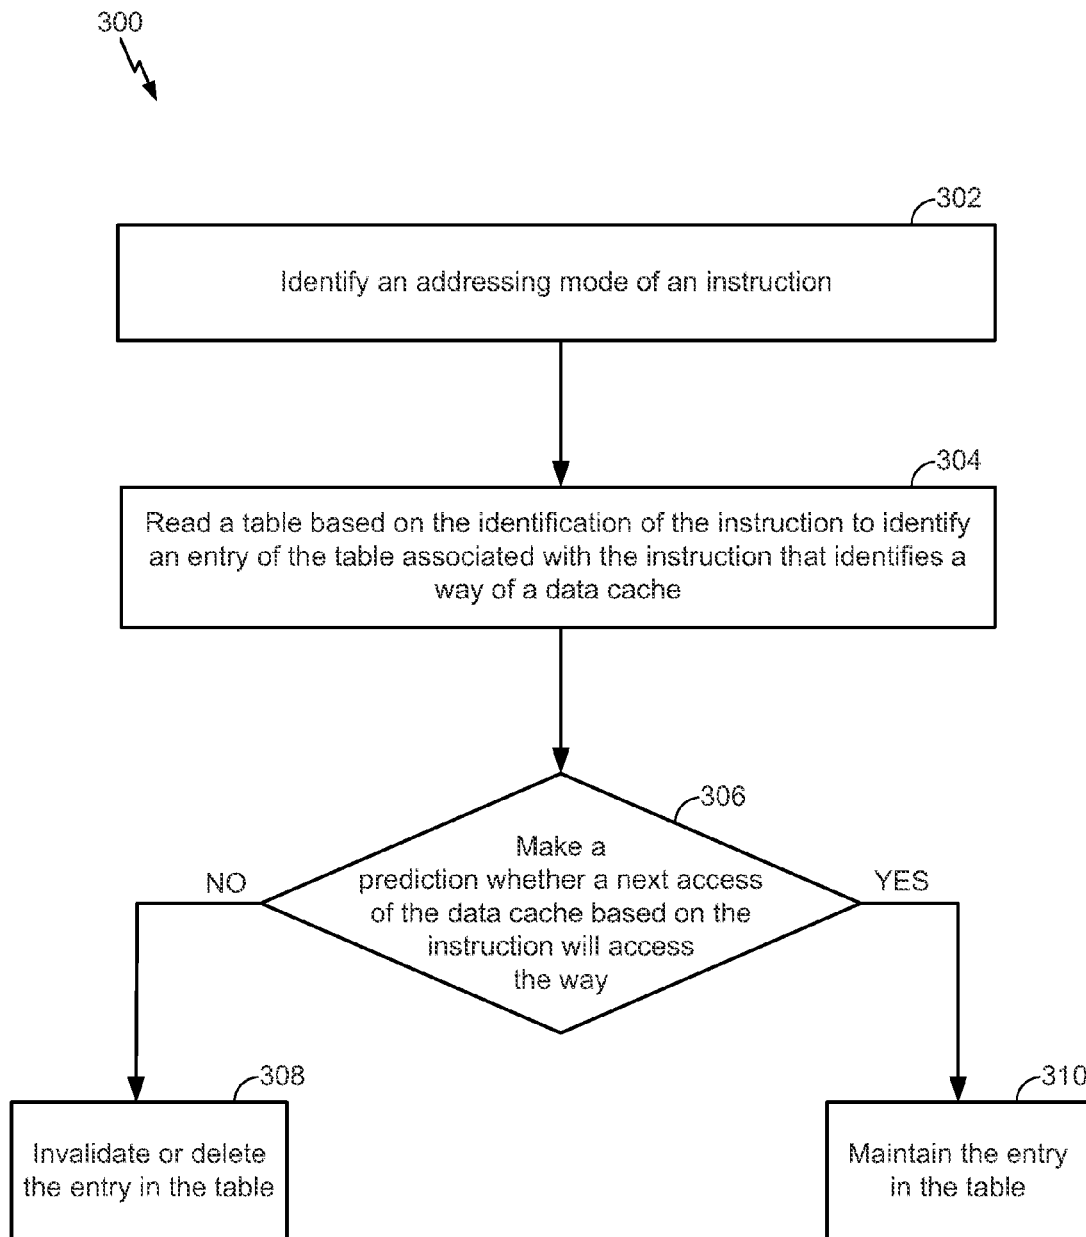 300
302
Identify an addressing mode of an instruction
304
Read a table based on the identification of the instruction to identify
an entry of the table associated with the instruction that identifies a
way of a data cache
306
Make a
prediction whether a next access
of the data cache based on the
instruction will access
the way
NO
YES
308
Invalidate or delete
the entry in the table
310
Maintain the entry
in the table